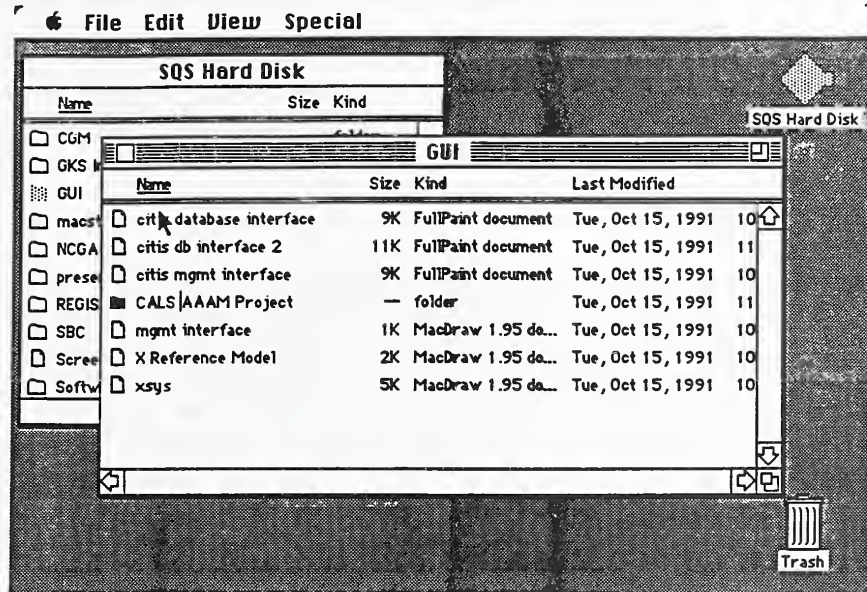 File Edit View Special
SQS Hard Disk
Name Size Kind
CGM folder
GKS
GUI
macst
NCGA
prese
REGIS
SBC
Scree
Softw
GUI
Name Size Kind Last Modified
citis database interface 9K FullPaint document Tue, Oct 15, 1991 10
citis db interface 2 11K FullPaint document Tue, Oct 15, 1991 11
citis mgmt interface 9K FullPaint document Tue, Oct 15, 1991 10
CALS AAAM Project — folder Tue, Oct 15, 1991 11
mgmt interface 1K MacDraw 1.95 do... Tue, Oct 15, 1991 10
X Reference Model 2K MacDraw 1.95 do... Tue, Oct 15, 1991 10
xsys 5K MacDraw 1.95 do... Tue, Oct 15, 1991 10
SQS Hard Disk
Trash